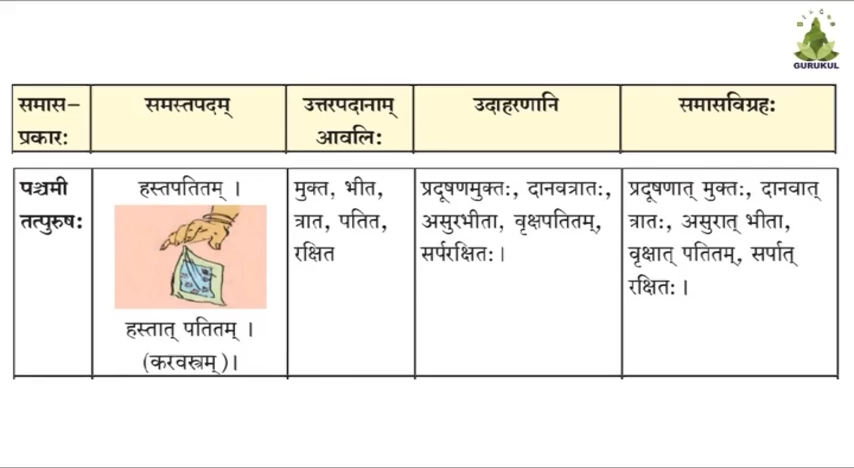 GURUKUL
समास–
प्रकारः
समस्तपदम्
उत्तरपदानाम्
आवलिः
उदाहरणानि
समासविग्रहः
पञ्चमी
तत्पुरुषः
हस्तपतितम् ।
हस्तात् पतितम् ।
(करवस्त्रम्)।
मुक्त, भीत,
त्रात, पतित,
रक्षित
प्रदूषणमुक्तः, दानवत्रातः,
असुरभीता, वृक्षपतितम्,
सर्परक्षितः।
प्रदूषणात् मुक्तः, दानवात्
त्रातः, असुरात् भीता,
वृक्षात् पतितम्, सर्पात्
रक्षितः।